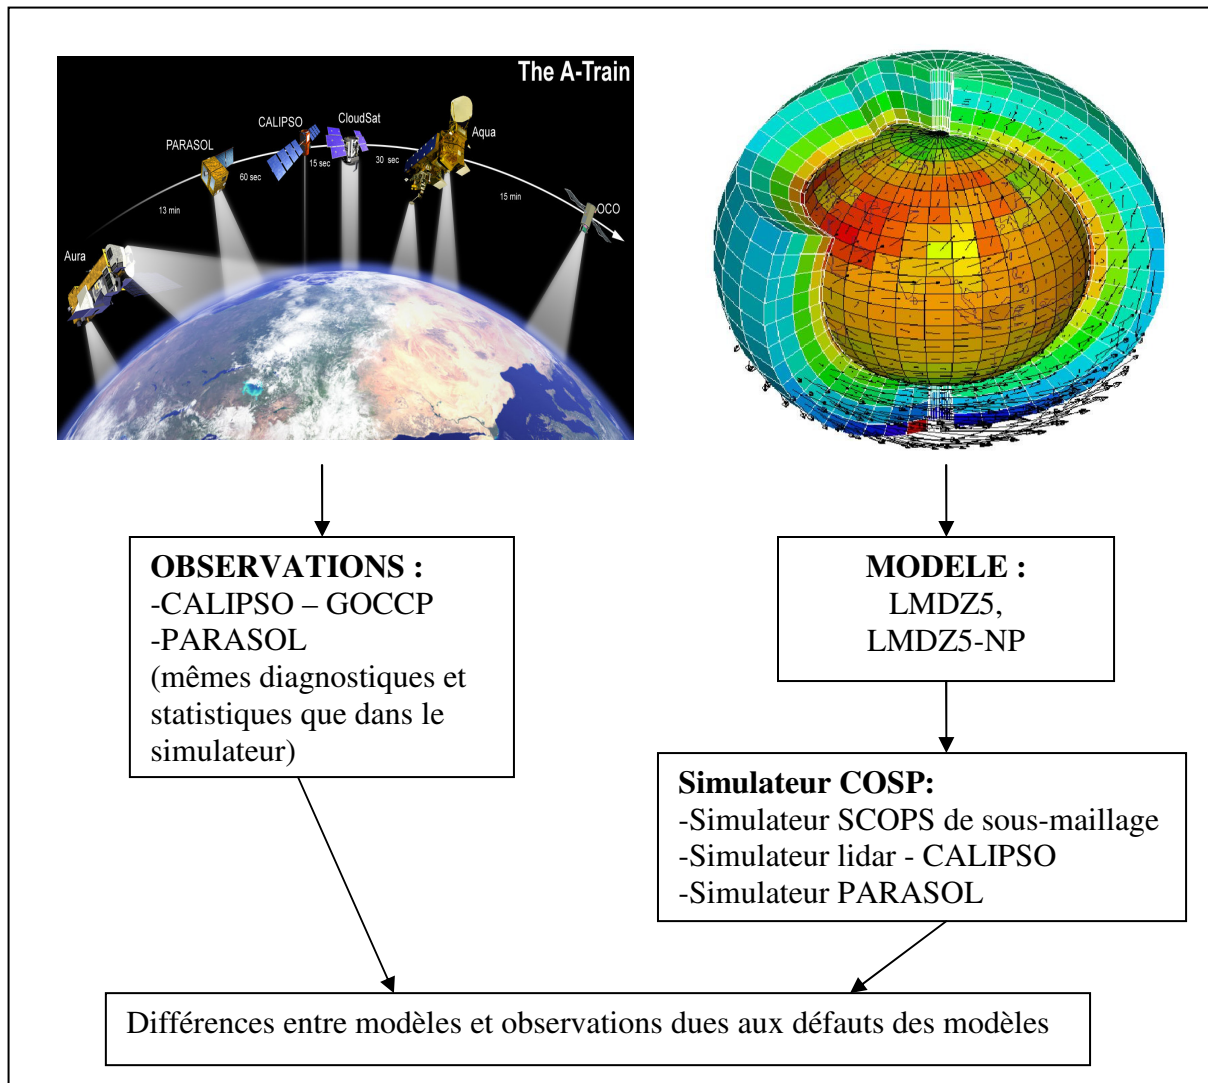 The A-Train
CloudSat
CALIPSO
Aqua
PARASOL
15 sec
30 sec
60 sec
15 min
13 min
OCO
Aura
OBSERVATIONS :
-CALIPSO – GOCCP
-PARASOL
(mêmes diagnostiques et
statistiques que dans le
simulateur)
MODELE :
LMDZ5,
LMDZ5-NP
Simulateur COSP:
-Simulateur SCOPS de sous-maillage
-Simulateur lidar - CALIPSO
-Simulateur PARASOL
Différences entre modèles et observations dues aux défauts des modèles